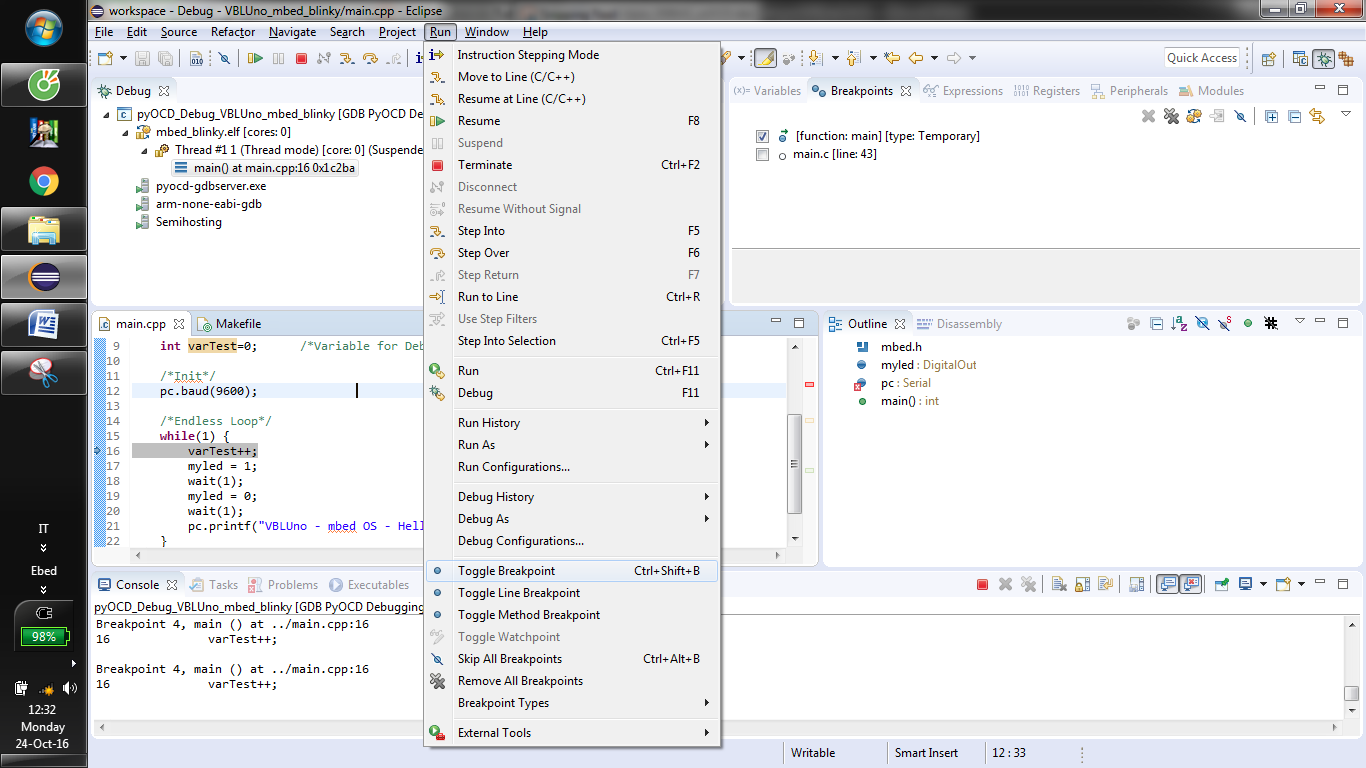 workspace - Debug - VBLUno_mbed_blinky/main.cpp - Eclipse
File Edit Source Refactor Navigate Search Project Run Window Help
Quick Access
Debug
pyOCD_Debug_VBLUno_mbed_blinky [GDB PyOCD De
mbed_blinky.elf [cores: 0]
Thread #1 1 (Thread mode) [core: 0] (Suspende
main() at main.cpp:16 0x1c2ba
pyocd-gdbserver.exe
arm-none-eabi-gdb
Semihosting
Instruction Stepping Mode
Move to Line (C/C++)
Resume at Line (C/C++)
Resume F8
Suspend
Terminate Ctrl+F2
Disconnect
Resume Without Signal
Step Into F5
Step Over F6
Step Return F7
Run to Line Ctrl+R
Use Step Filters
Step Into Selection Ctrl+F5
Run Ctrl+F11
Debug F11
Run History
Run As
Run Configurations...
Debug History
Debug As
Debug Configurations...
Toggle Breakpoint Ctrl+Shift+B
Toggle Line Breakpoint
Toggle Method Breakpoint
Toggle Watchpoint
Skip All Breakpoints Ctrl+Alt+B
Remove All Breakpoints
Breakpoint Types
External Tools
(x)= Variables Breakpoints Expressions Registers Peripherals Modules
[function: main] [type: Temporary]
main.c [line: 43]
main.cpp Makefile
9 int varTest=0; /*Variable for Deb
10
11 /*Init*/
12 pc.baud(9600);
13
14 /*Endless Loop*/
15 while(1) {
16 varTest++;
17 myled = 1;
18 wait(1);
19 myled = 0;
20 wait(1);
21 pc.printf("VBLUno - mbed OS - Hell
22 }
Outline Disassembly
mbed.h
myled : DigitalOut
pc : Serial
main() : int
Console Tasks Problems Executables
pyOCD_Debug_VBLUno_mbed_blinky [GDB PyOCD Debugging
Breakpoint 4, main () at ../main.cpp:16
16 varTest++;
Breakpoint 4, main () at ../main.cpp:16
16 varTest++;
Writable Smart Insert 12 : 33
IT
Ebed
98%
12:32
Monday
24-Oct-16